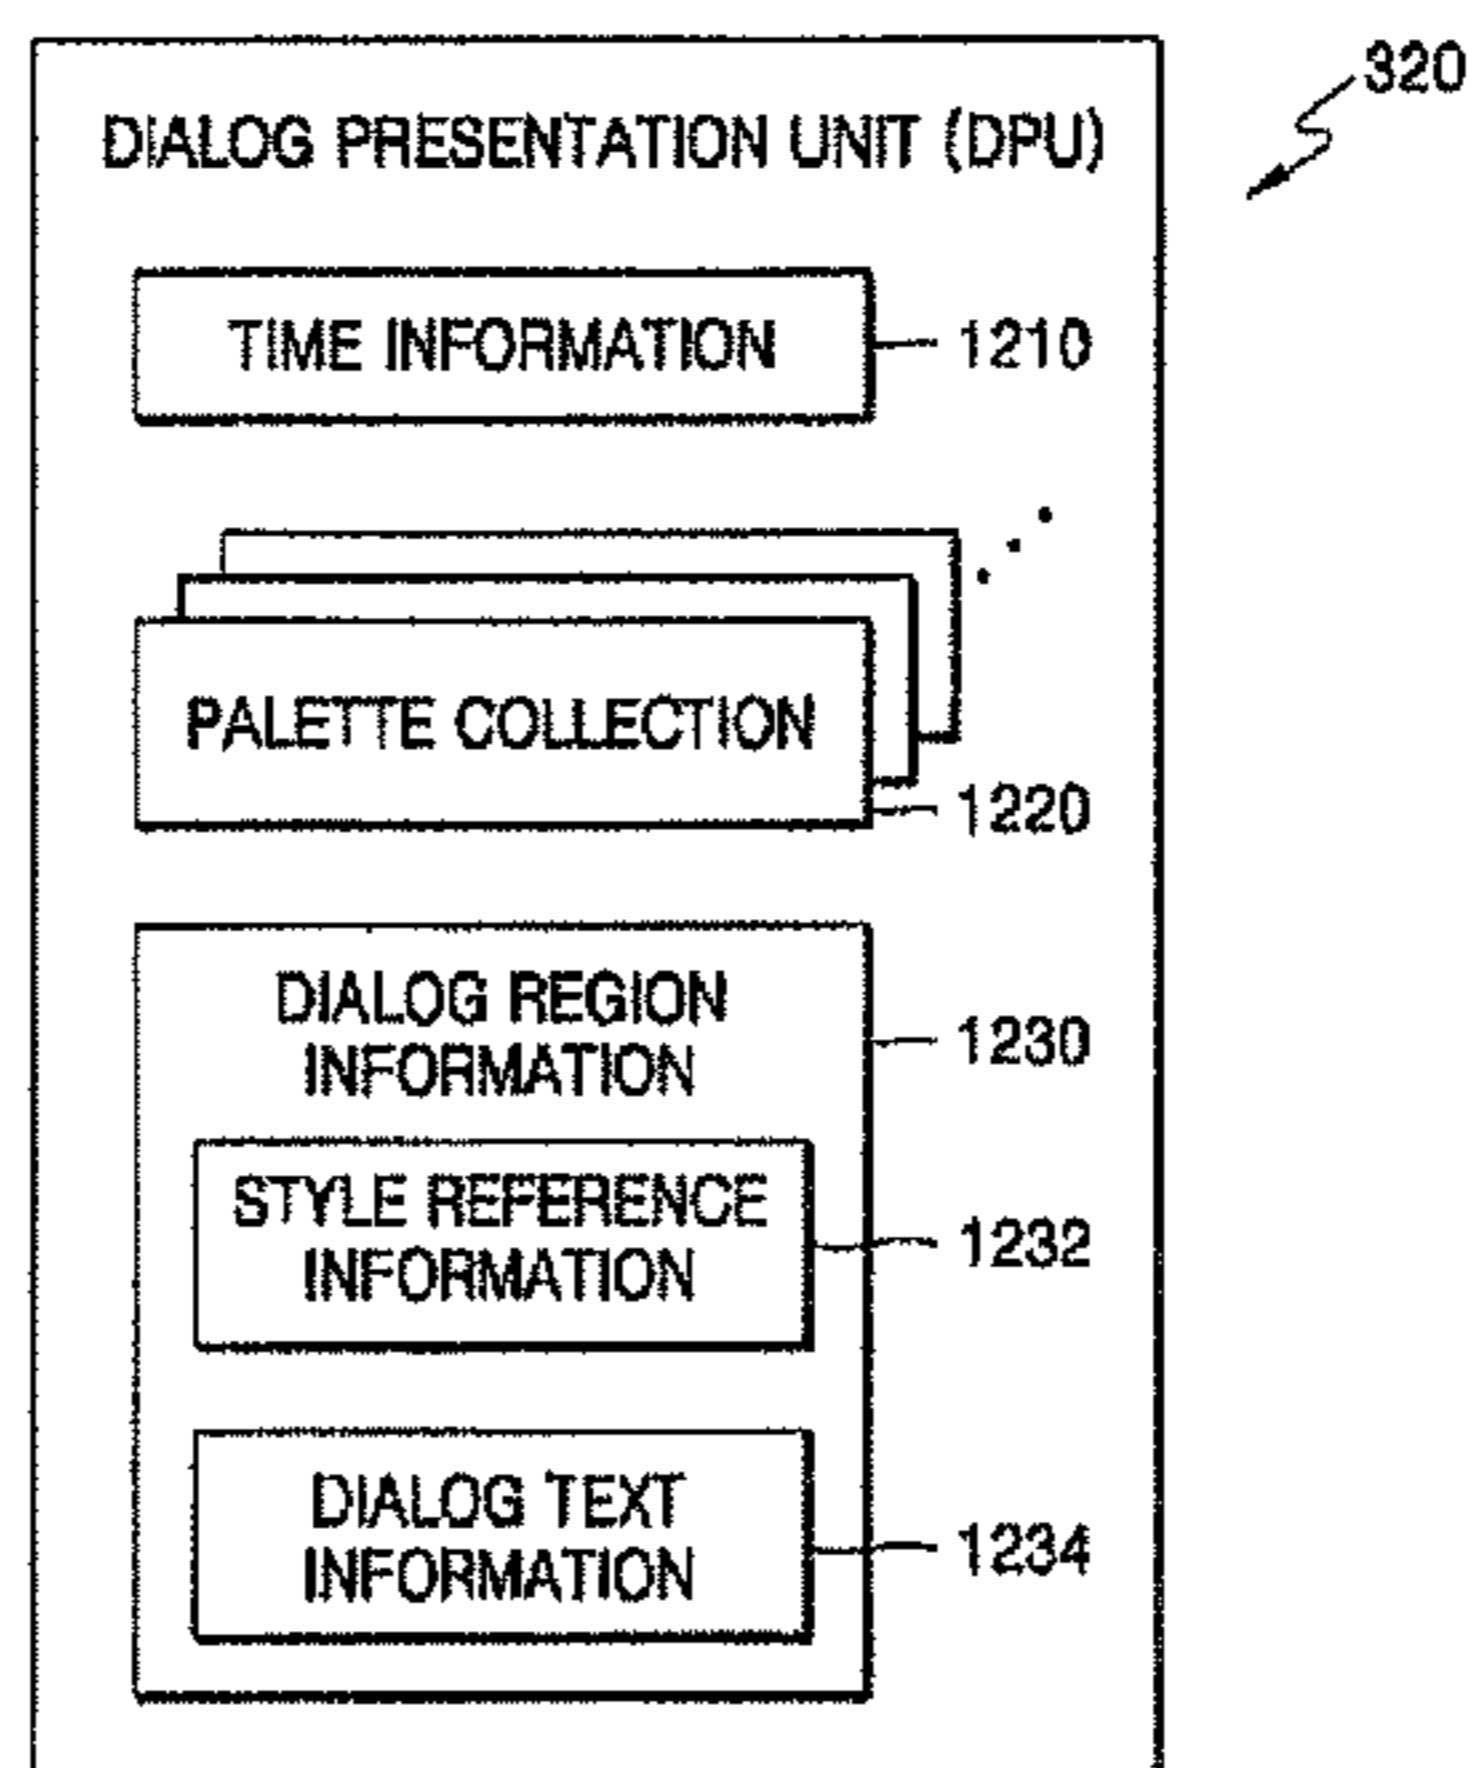 320
DIALOG PRESENTATION UNIT (DPU)
TIME INFORMATION
1210
PALETTE COLLECTION
1220
DIALOG REGION
INFORMATION
1230
STYLE REFERENCE
INFORMATION
1232
DIALOG TEXT
INFORMATION
1234